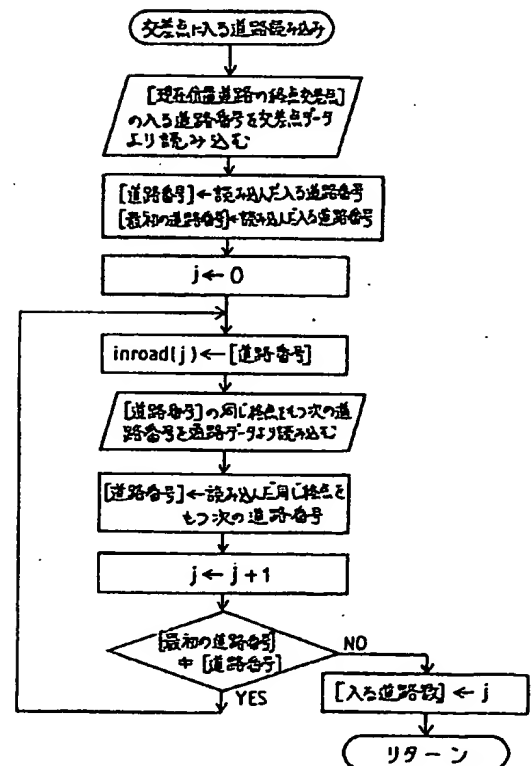 交差点に入る道路読み込み
[現在位置道路の終点交差点]
の入る道路番号を交差点データ
より読み込む
[道路番号]←読み込んだ入る道路番号
[最初の道路番号]←読み込んだ入る道路番号
j←0
inroad(j)←[道路番号]
[道路番号]の同じ終点をもつ次の道
路番号を道路データより読み込む
[道路番号]←読み込んだ同じ終点を
もつ次の道路番号
j←j+1
[最初の道路番号]
≠[道路番号]
NO
YES
[入る道路数]←j
リターン